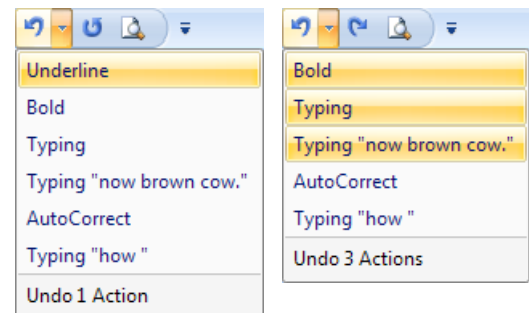 Underline
Bold
Typing
Typing "now brown cow."
AutoCorrect
Typing "how "
Undo 1 Action
Bold
Typing
Typing "now brown cow."
AutoCorrect
Typing "how "
Undo 3 Actions